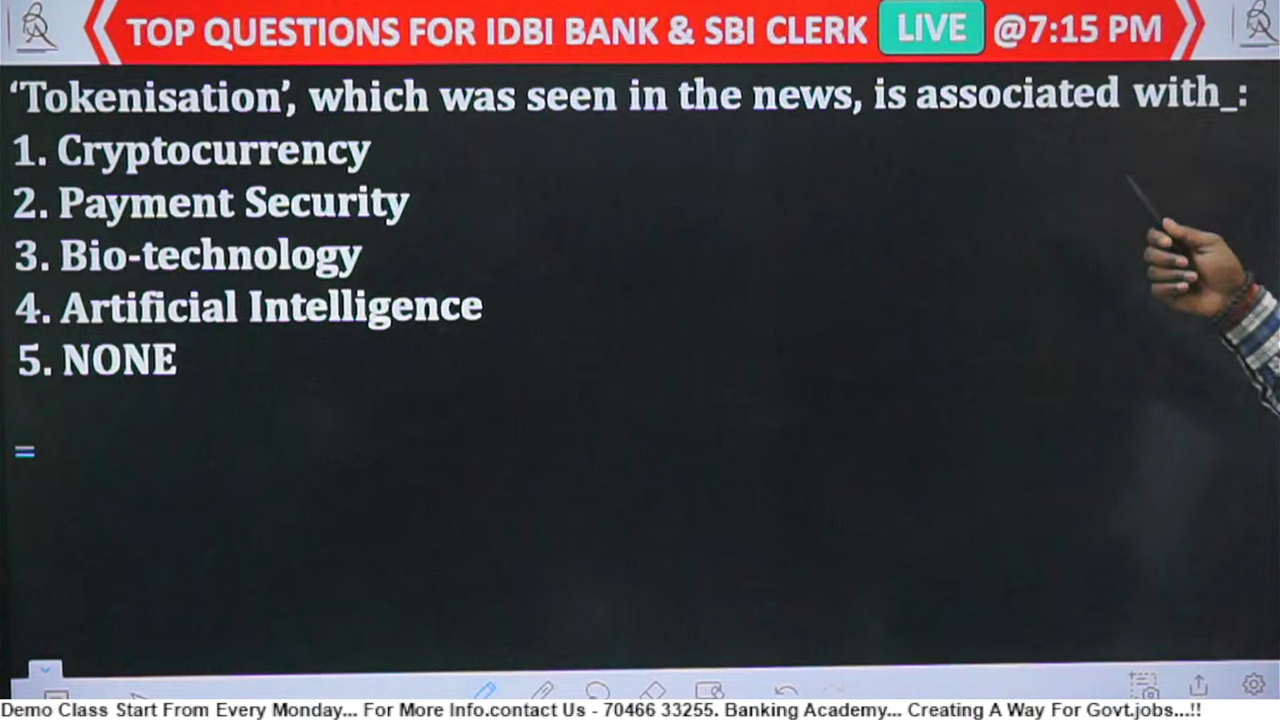 TOP QUESTIONS FOR IDBI BANK & SBI CLERK LIVE @7:15 PM
‘Tokenisation’, which was seen in the news, is associated with_:
1. Cryptocurrency
2. Payment Security
3. Bio-technology
4. Artificial Intelligence
5. NONE
=
Demo Class Start From Every Monday... For More Info.contact Us - 70466 33255. Banking Academy... Creating A Way For Govt.jobs...!!